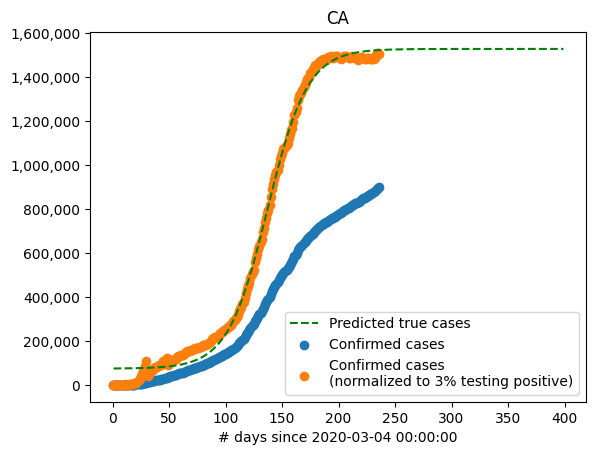 CA
1,600,000
1,400,000
1,200,000
1,000,000
800,000
600,000
400,000
200,000
0
Predicted true cases
Confirmed cases
Confirmed cases
(normalized to 3% testing positive)
0 50 100 150 200 250 300 350 400
# days since 2020-03-04 00:00:00